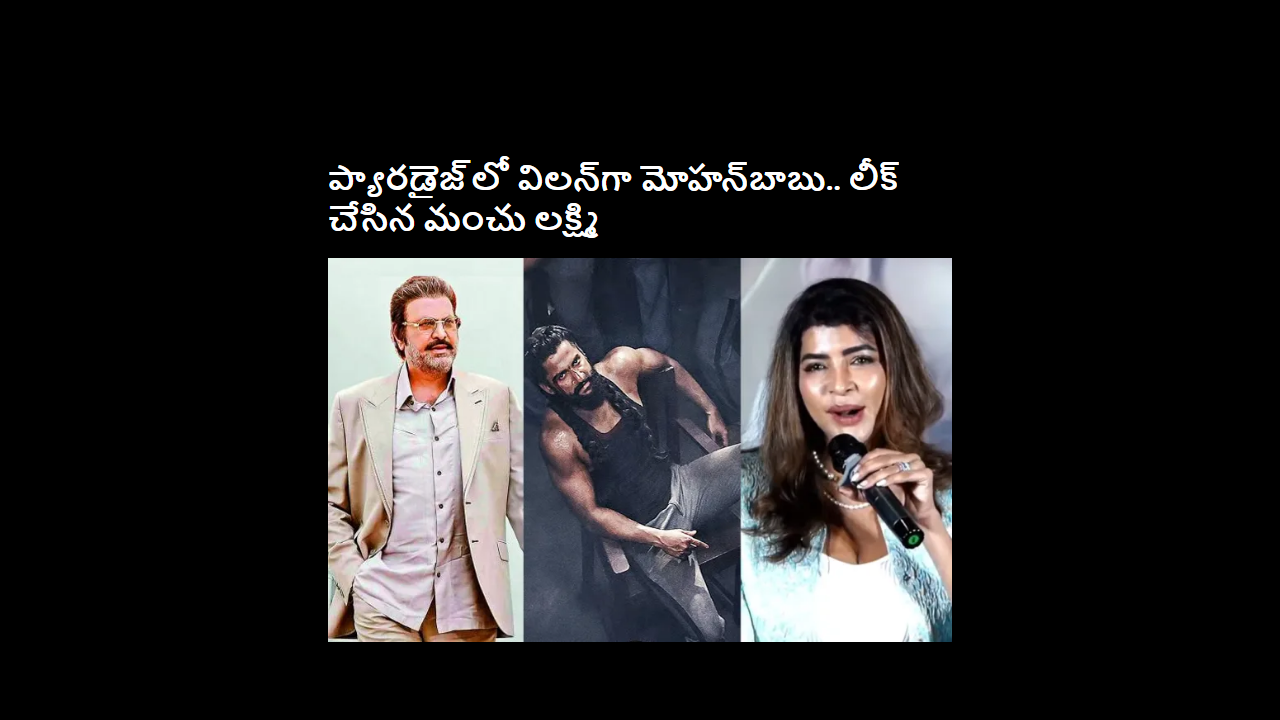 ప్యారడైజ్‌లో విలన్‌గా మోహన్‌బాబు.. లీక్
చేసిన మంచు లక్ష్మి